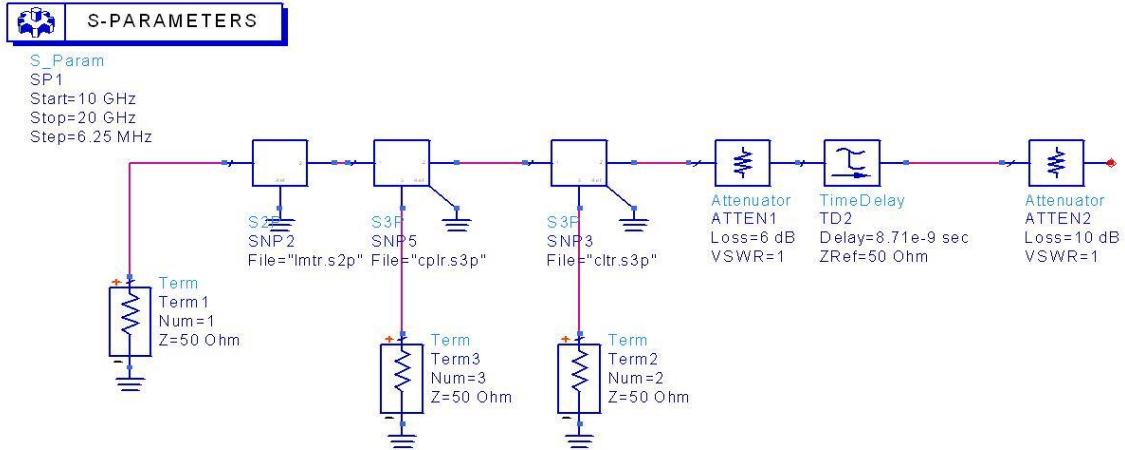 S-PARAMETERS
S_Param
SP1
Start=10 GHz
Stop=20 GHz
Step=6.25 MHz
S2P
SNP2
File="lmtr.s2p"
S3P
SNP5
File="cplr.s3p"
S3P
SNP3
File="cltr.s3p"
Attenuator
ATTEN1
Loss=6 dB
VSWR=1
TimeDelay
TD2
Delay=8.71e-9 sec
ZRef=50 Ohm
Attenuator
ATTEN2
Loss=10 dB
VSWR=1
Term
Term1
Num=1
Z=50 Ohm
Term
Term3
Num=3
Z=50 Ohm
Term
Term2
Num=2
Z=50 Ohm